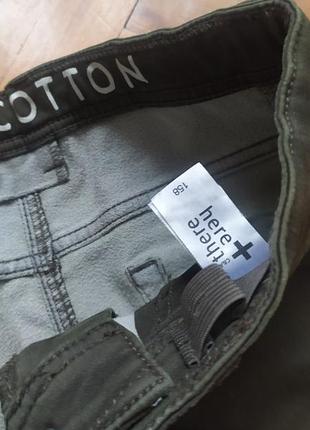 COTTON
158
here
+
& there